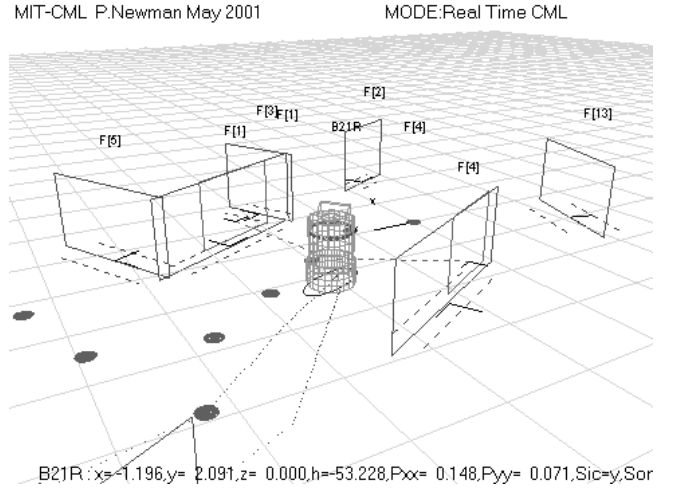 MIT-CML P.Newman May 2001 MODE:Real Time CML
F[2]
F[3] F[1] F[13]
B21R F[4]
F[5] F[1]
F[4]
x
B21R : x= -1.196,y= 2.091,z= 0.000,h=-53.228,Pxx= 0.148,Pyy= 0.071,Sic=y,Sor